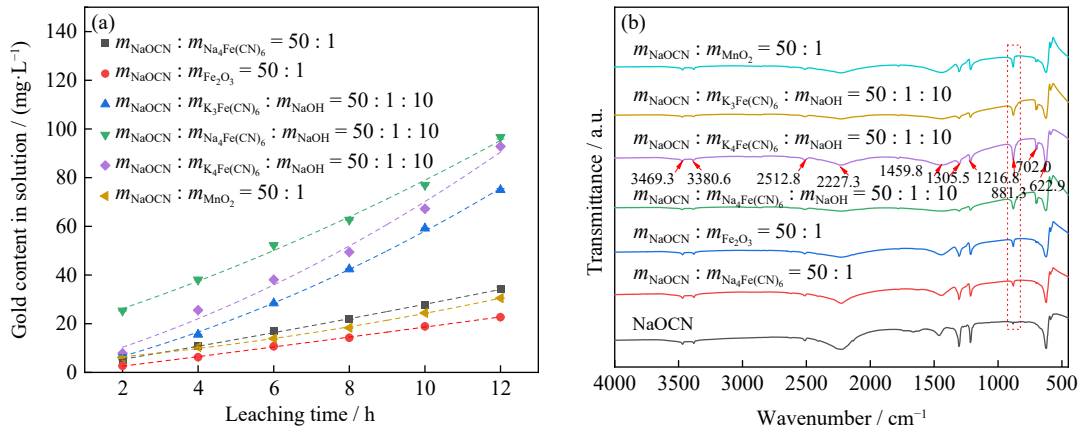 (a)
140
120
100
80
60
40
20
0
Gold content in solution / (mg·L⁻¹)
m_NaOCN : m_Na₄Fe(CN)₆ = 50 : 1
m_NaOCN : m_Fe₂O₃ = 50 : 1
m_NaOCN : m_K₃Fe(CN)₆ : m_NaOH = 50 : 1 : 10
m_NaOCN : m_Na₄Fe(CN)₆ : m_NaOH = 50 : 1 : 10
m_NaOCN : m_K₄Fe(CN)₆ : m_NaOH = 50 : 1 : 10
m_NaOCN : m_MnO₂ = 50 : 1
2 4 6 8 10 12
Leaching time / h
(b)
Transmittance / a.u.
m_NaOCN : m_MnO₂ = 50 : 1
m_NaOCN : m_K₃Fe(CN)₆ : m_NaOH = 50 : 1 : 10
m_NaOCN : m_K₄Fe(CN)₆ : m_NaOH = 50 : 1 : 10
3469.3 3380.6 2512.8 2227.3 1459.8 1305.5 1216.8 881.3 702.0 622.9
m_NaOCN : m_Na₄Fe(CN)₆ : m_NaOH = 50 : 1 : 10
m_NaOCN : m_Fe₂O₃ = 50 : 1
m_NaOCN : m_Na₄Fe(CN)₆ = 50 : 1
NaOCN
4000 3500 3000 2500 2000 1500 1000 500
Wavenumber / cm⁻¹